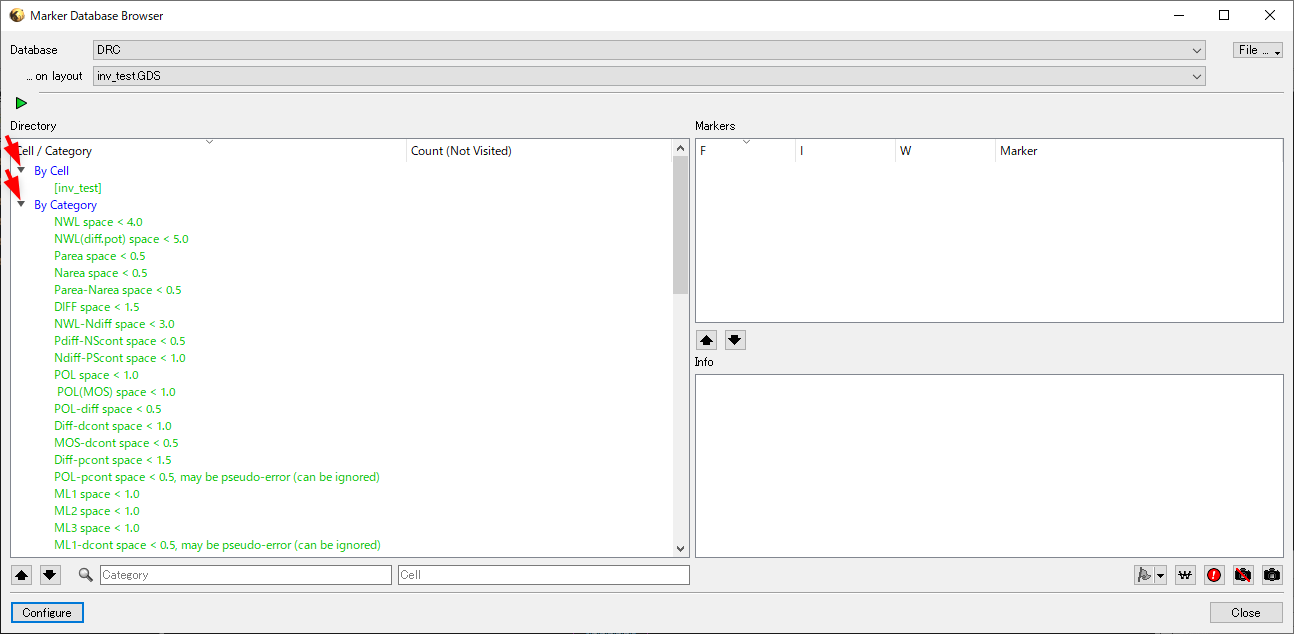 Marker Database Browser
Database DRC File ...
... on layout inv_test.GDS
Directory
Cell / Category Count (Not Visited)
By Cell
[inv_test]
By Category
NWL space < 4.0
NWL(diff.pot) space < 5.0
Parea space < 0.5
Narea space < 0.5
Parea-Narea space < 0.5
DIFF space < 1.5
NWL-Ndiff space < 3.0
Pdiff-NScont space < 0.5
Ndiff-PScont space < 1.0
POL space < 1.0
POL(MOS) space < 1.0
POL-diff space < 0.5
Diff-dcont space < 1.0
MOS-dcont space < 0.5
Diff-pcont space < 1.5
POL-pcont space < 0.5, may be pseudo-error (can be ignored)
ML1 space < 1.0
ML2 space < 1.0
ML3 space < 1.0
ML1-dcont space < 0.5, may be pseudo-error (can be ignored)
Category
Cell
Markers
F I W Marker
Info
W
Configure
Close